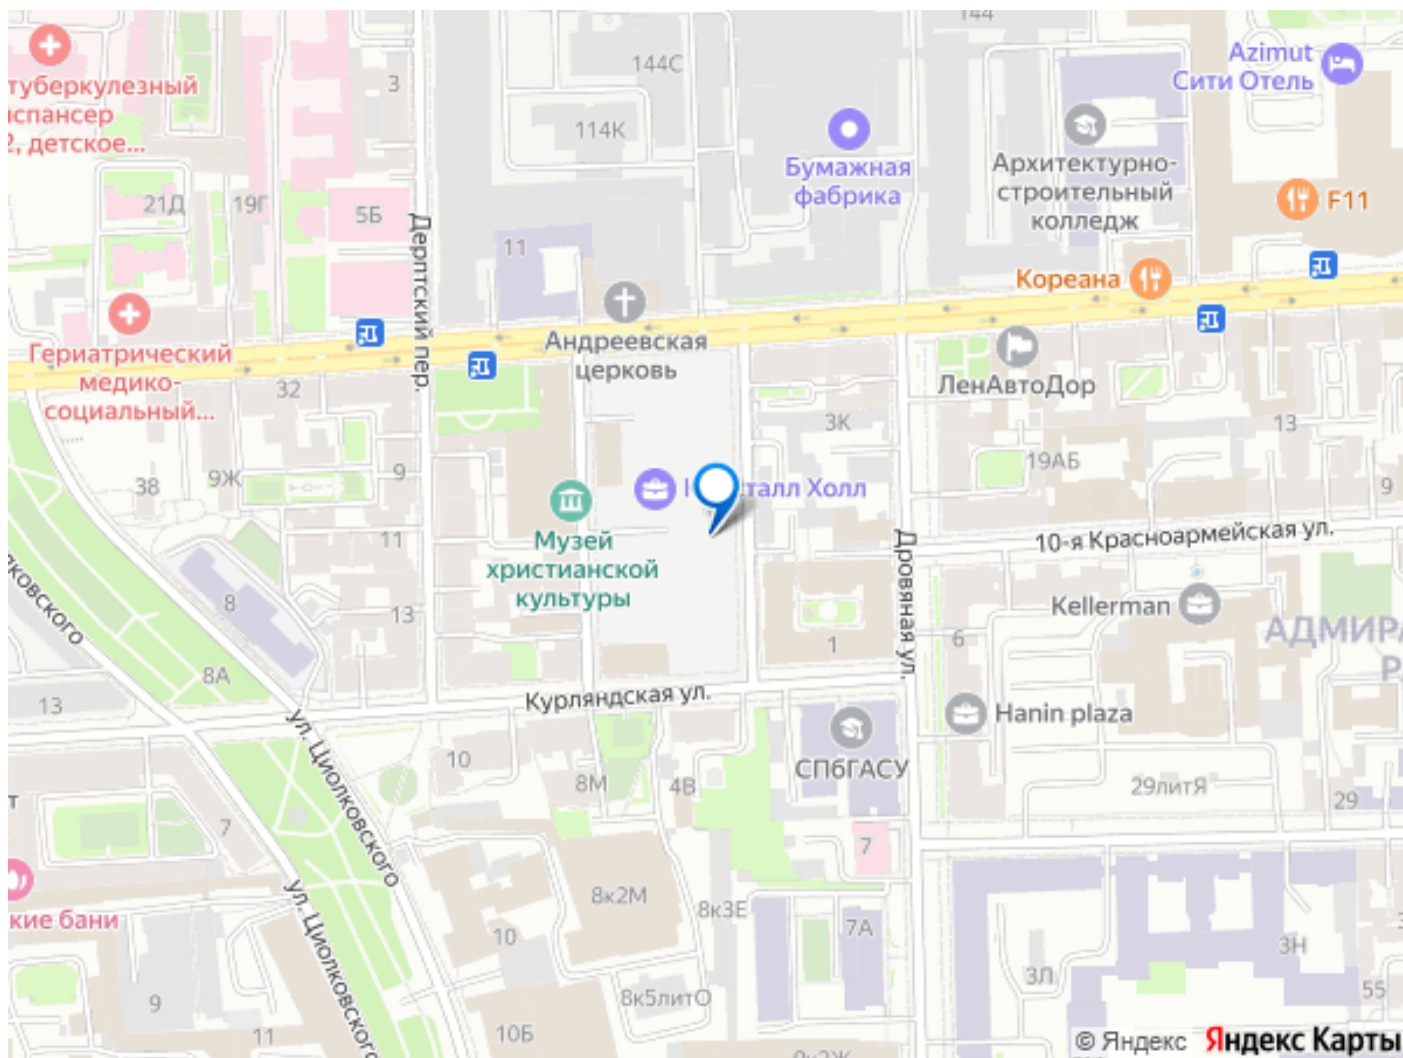 144
Azimut
Сити Отель
144С
3
туберкулезный
испансер
2, детское...
114К
Бумажная
фабрика
Архитектурно-
строительный
колледж
F11
21Д
19Г
5Б
Дерптский пер.
11
Кореана
Андреевская
церковь
Гериатрический
медико-
социальный...
32
ЛенАвтоДор
3К
13
38
9Ж
9
19АБ
9
талл Холл
Музей
христианской
культуры
11
10-я Красноармейская ул.
Дровяная ул.
Kellerman
АДМИРА
Р
8
13
6
1
лковского
8А
Курляндская ул.
13
ул. Циолковского
Hanin plaza
СПбГАСУ
10
8М
4В
29литЯ
29
т
7
7
кие бани
ул. Циолковского
8к2М
8к3Е
7А
10
3Н
3Л
9
8к5литО
55
11
10Б
© Яндекс Яндекс Карты